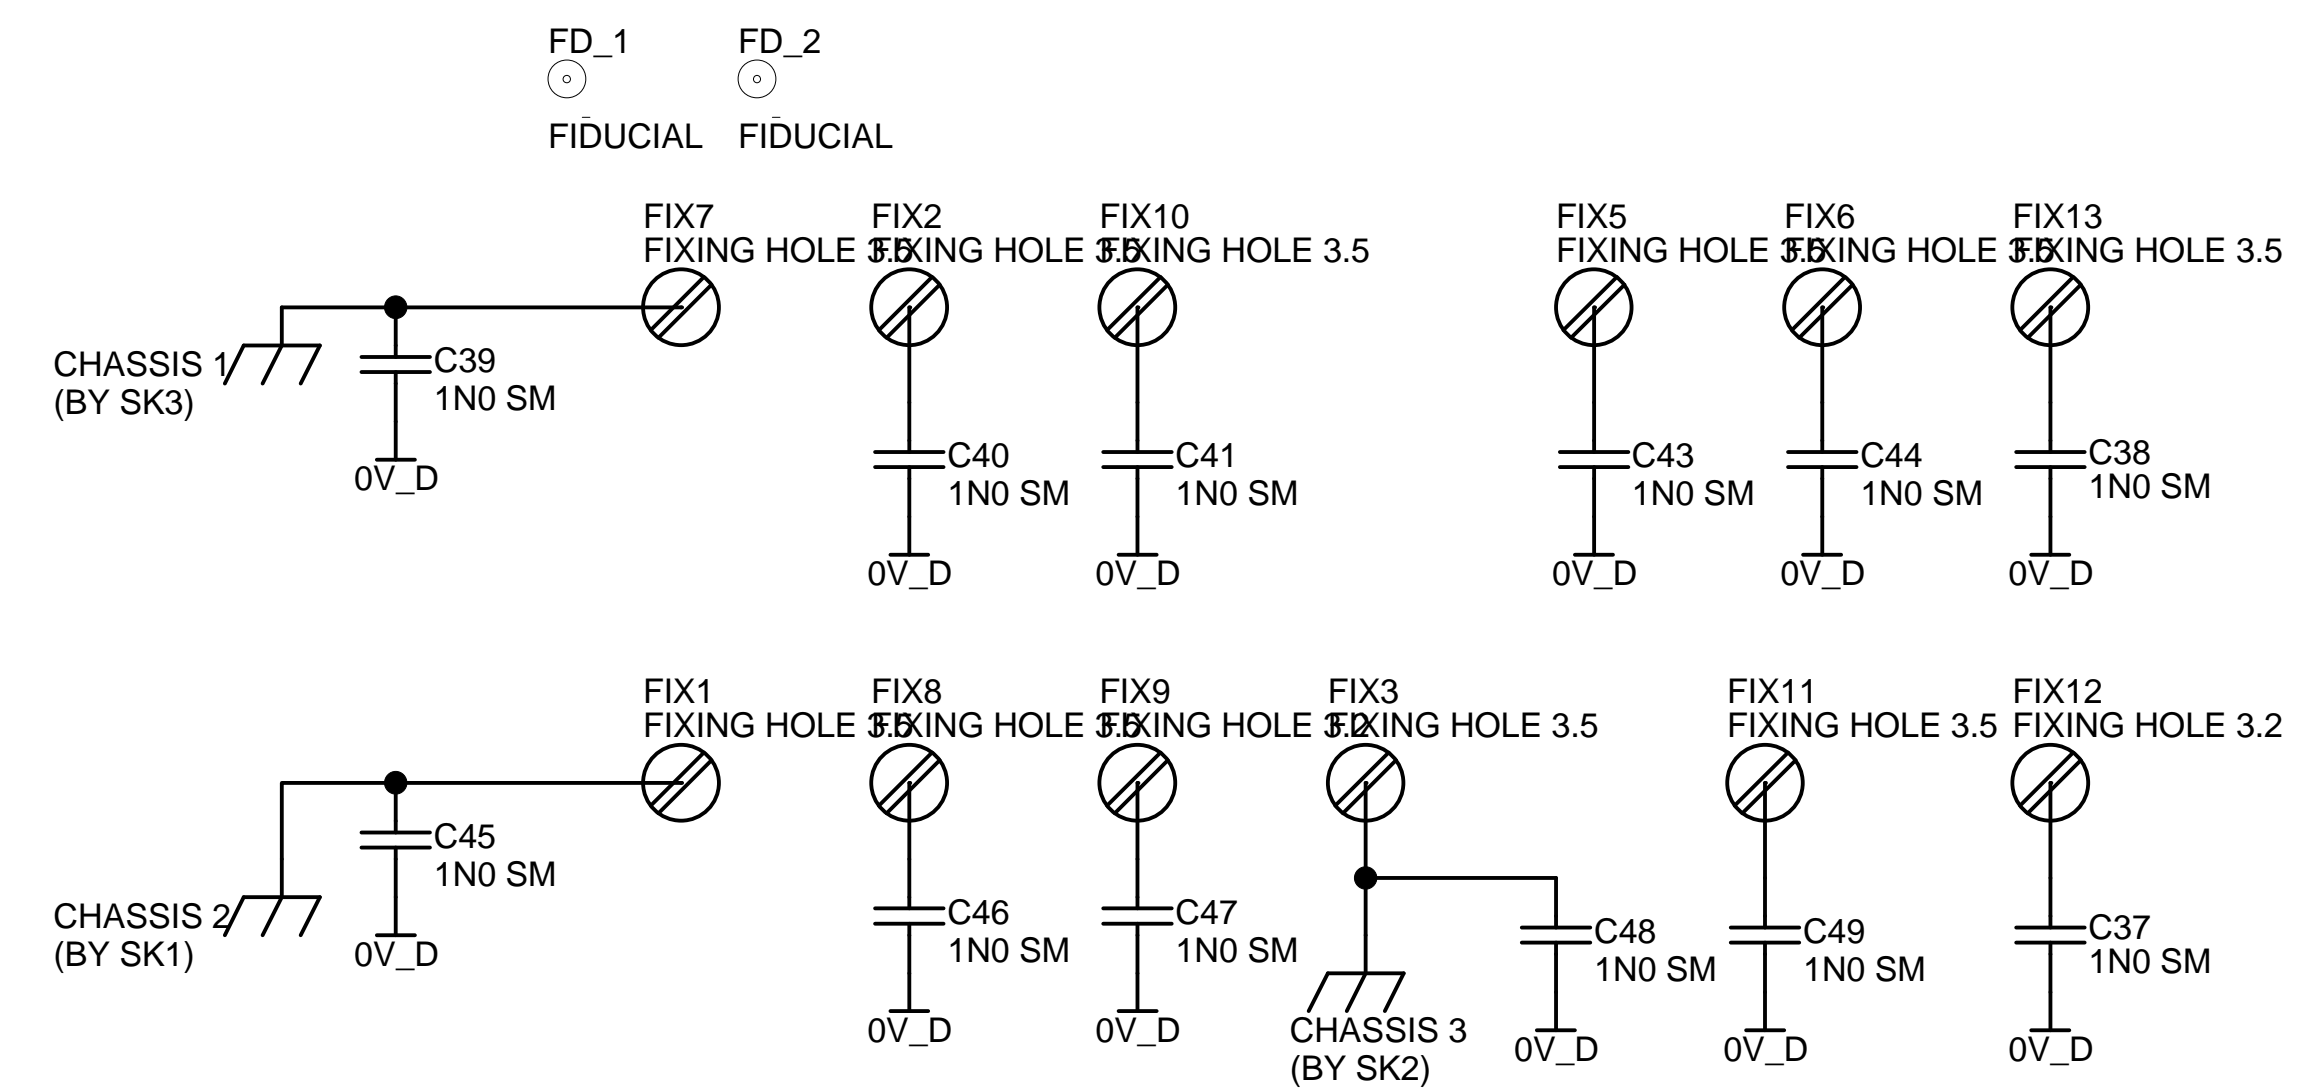 FD_1
FD_2
FIDUCIAL
FIDUCIAL
FIX7
FIXING HOLE 3.5
FIX2
FIXING HOLE 3.5
FIX10
FIXING HOLE 3.5
FIX5
FIXING HOLE 3.5
FIX6
FIXING HOLE 3.5
FIX13
FIXING HOLE 3.5
CHASSIS 1
(BY SK3)
C39
1N0 SM
0V_D
C40
1N0 SM
0V_D
C41
1N0 SM
0V_D
C43
1N0 SM
0V_D
C44
1N0 SM
0V_D
C38
1N0 SM
0V_D
FIX1
FIXING HOLE 3.5
FIX8
FIXING HOLE 3.5
FIX9
FIXING HOLE 3.2
FIX3
FIXING HOLE 3.5
FIX11
FIXING HOLE 3.5
FIX12
FIXING HOLE 3.2
CHASSIS 2
(BY SK1)
C45
1N0 SM
0V_D
C46
1N0 SM
0V_D
C47
1N0 SM
0V_D
CHASSIS 3
(BY SK2)
C48
1N0 SM
0V_D
C49
1N0 SM
0V_D
C37
1N0 SM
0V_D